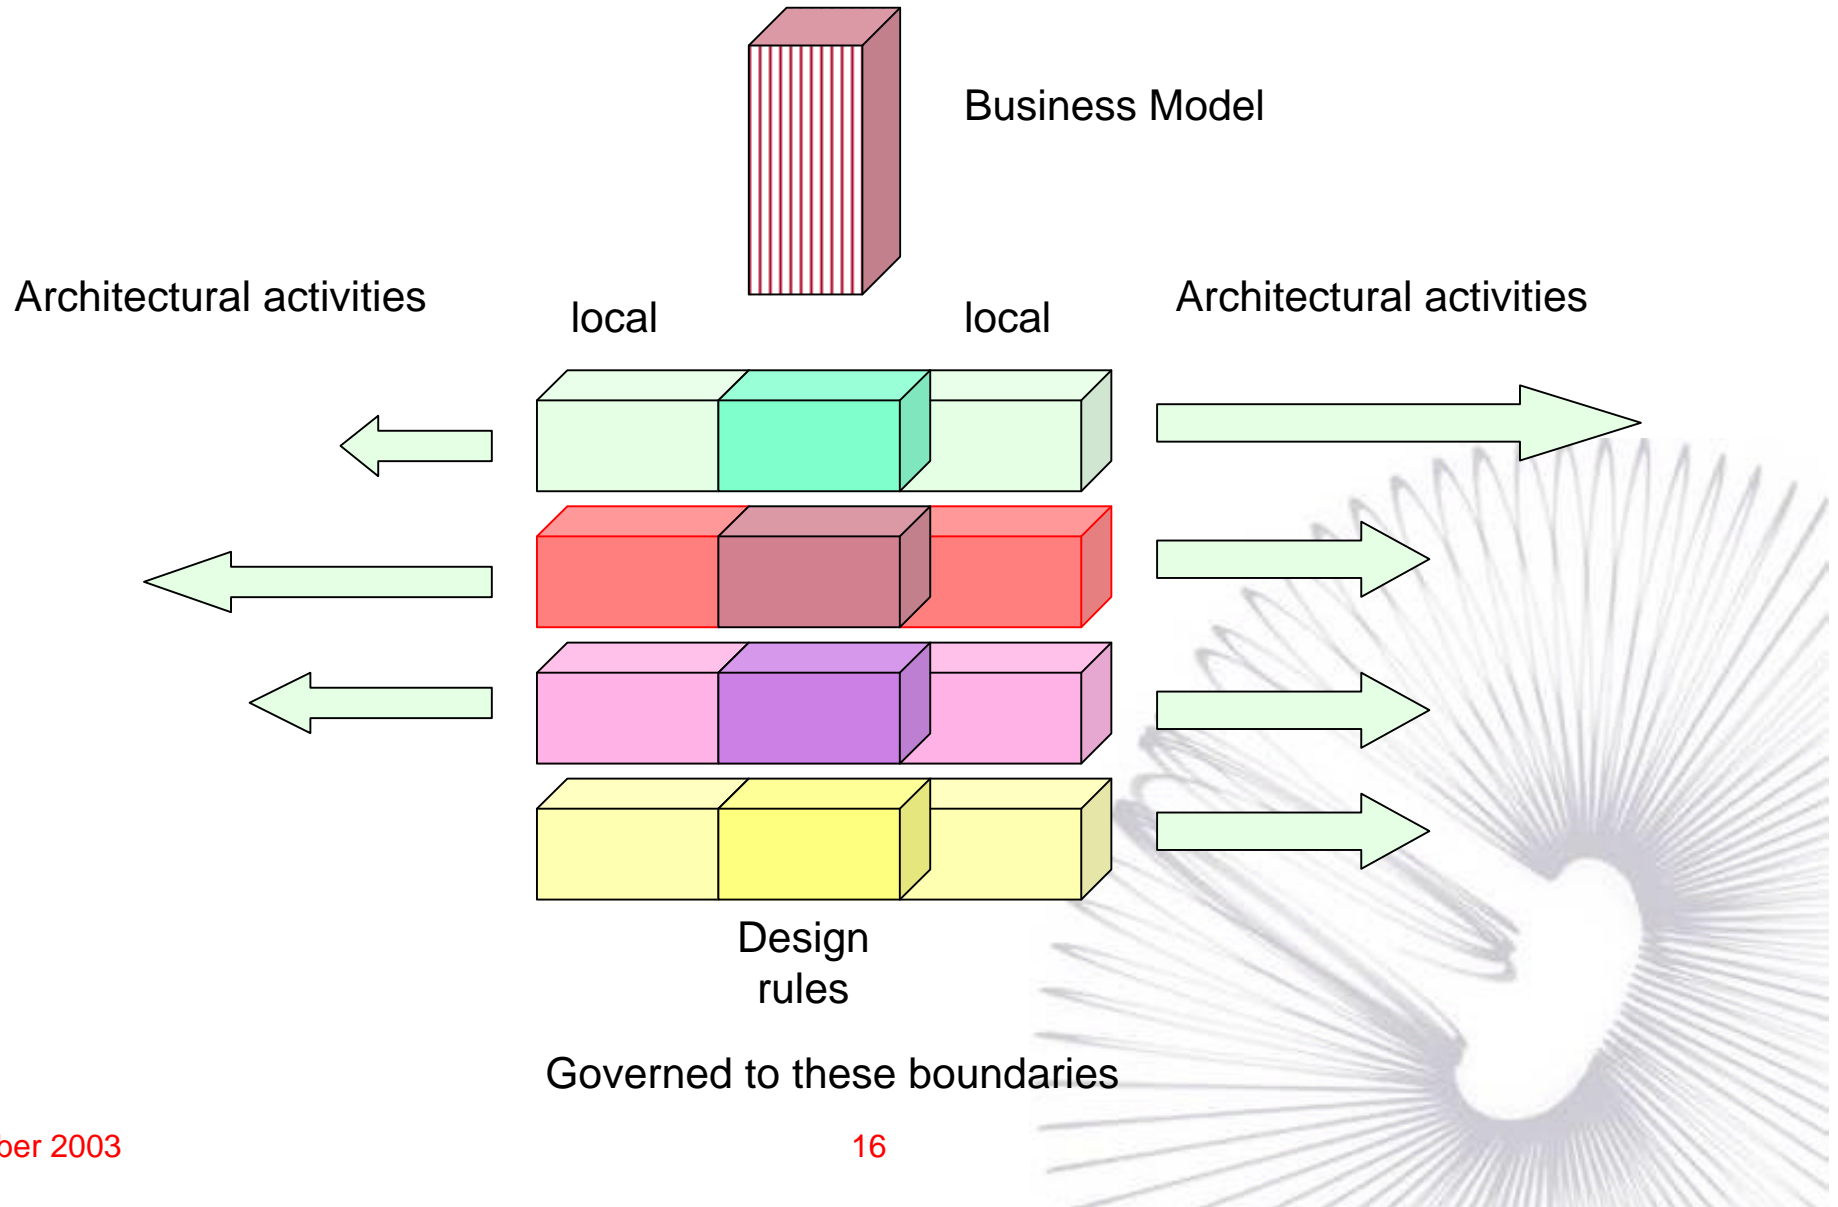 Business Model
Architectural activities
local
local
Architectural activities
Design
rules
Governed to these boundaries
ber 2003
16